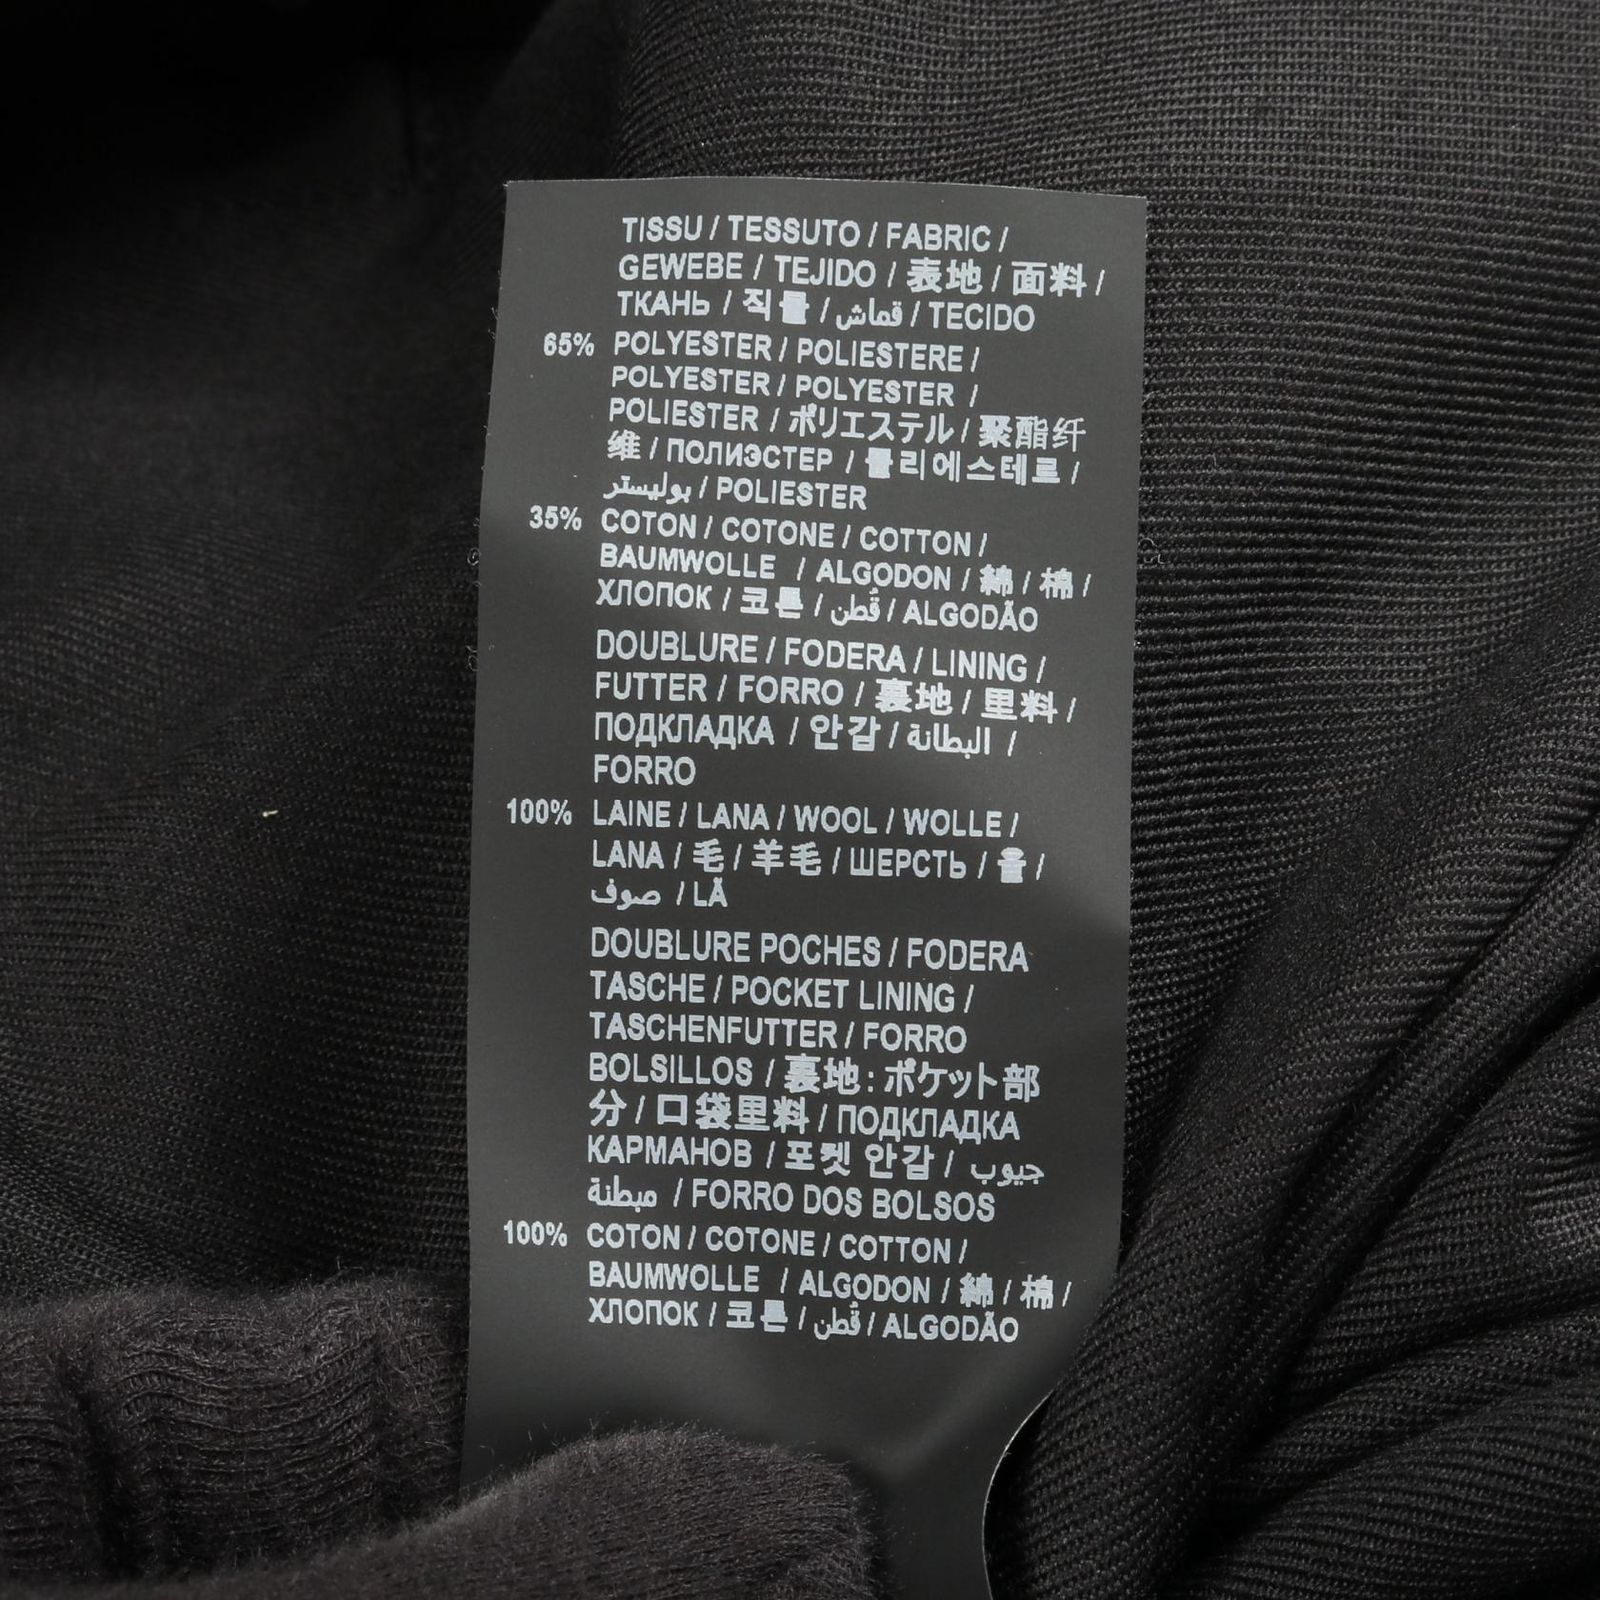 TISSU / TESSUTO / FABRIC /
GEWEBE / TEJIDO / 表地 / 面料 /
ТКАНЬ / 직물 / قماش / TECIDO
65% POLYESTER / POLIESTERE /
POLYESTER / POLYESTER /
POLIESTER / ポリエステル / 聚酯纤
维 / ПОЛИЭСТЕР / 폴리에스테르 /
بوليستر / POLIESTER
35% COTON / COTONE / COTTON /
BAUMWOLLE / ALGODON / 綿 / 棉 /
ХЛОПОК / 코튼 / قُطن / ALGODÃO
DOUBLURE / FODERA / LINING /
FUTTER / FORRO / 裏地 / 里料 /
ПОДКЛАДКА / 안감 / البطانة /
FORRO
100% LAINE / LANA / WOOL / WOLLE /
LANA / 毛 / 羊毛 / ШЕРСТЬ / 울 /
صوف / LÃ
DOUBLURE POCHES / FODERA
TASCHE / POCKET LINING /
TASCHENFUTTER / FORRO
BOLSILLOS / 裏地：ポケット部
分 / 口袋里料 / ПОДКЛАДКА
КАРМАНОВ / 포켓 안감 / جيوب
مبطنة / FORRO DOS BOLSOS
100% COTON / COTONE / COTTON /
BAUMWOLLE / ALGODON / 綿 / 棉 /
ХЛОПОК / 코튼 / قُطن / ALGODÃO